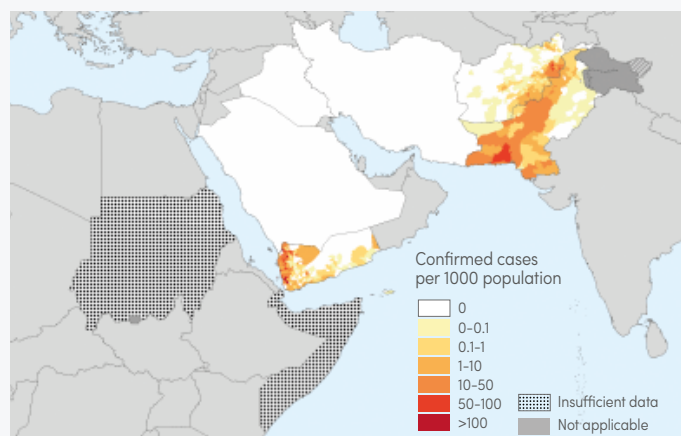 Confirmed cases
per 1000 population
0
0-0.1
0.1-1
1-10
10-50
50-100
>100
Insufficient data
Not applicable